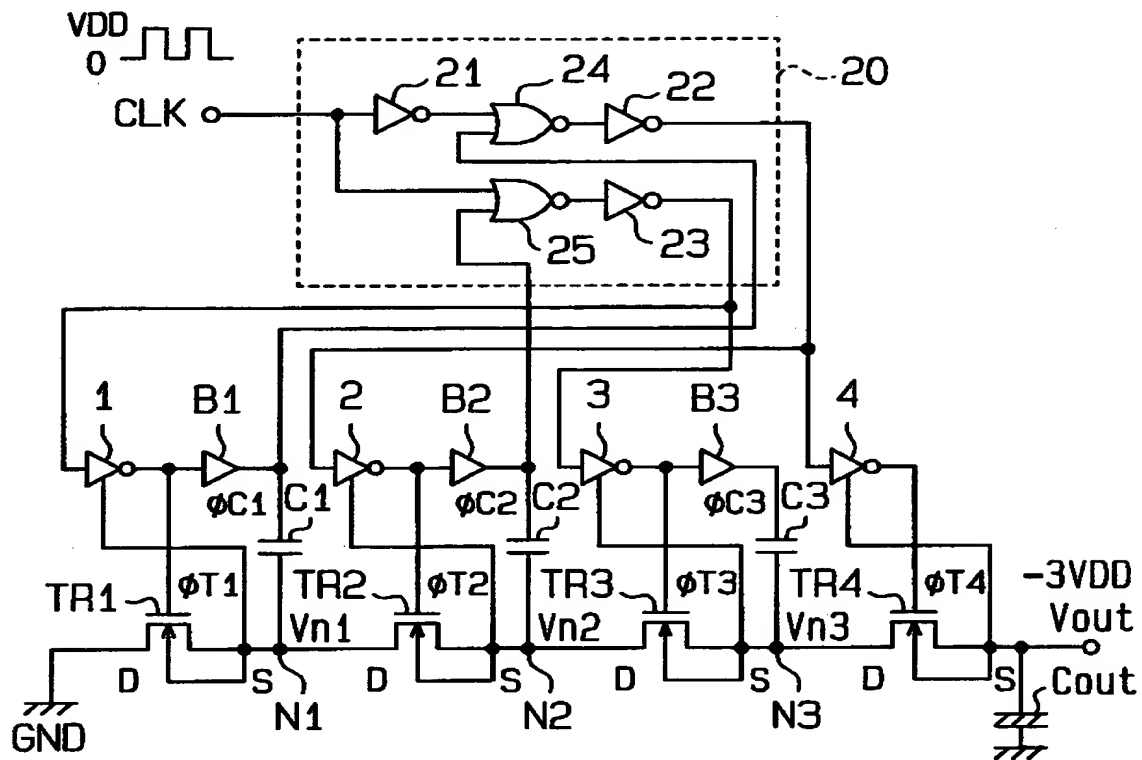 VDD
0
CLK
21
24
22
20
25
23
1
B1
2
B2
3
B3
4
φC1
C1
φC2
C2
φC3
C3
TR1
φT1
TR2
φT2
TR3
φT3
TR4
φT4
-3VDD
Vout
Vn1
Vn2
Vn3
D
S
D
S
D
S
D
S
Cout
GND
N1
N2
N3